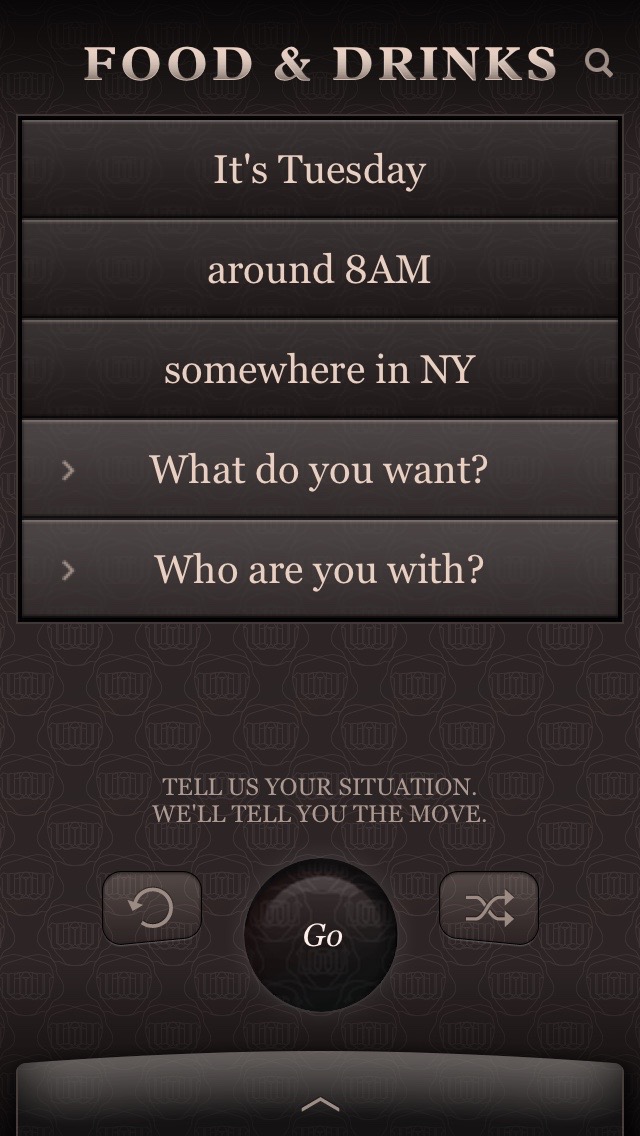 FOOD & DRINKS
It's Tuesday
around 8AM
somewhere in NY
What do you want?
Who are you with?
TELL US YOUR SITUATION.
WE'LL TELL YOU THE MOVE.
Go